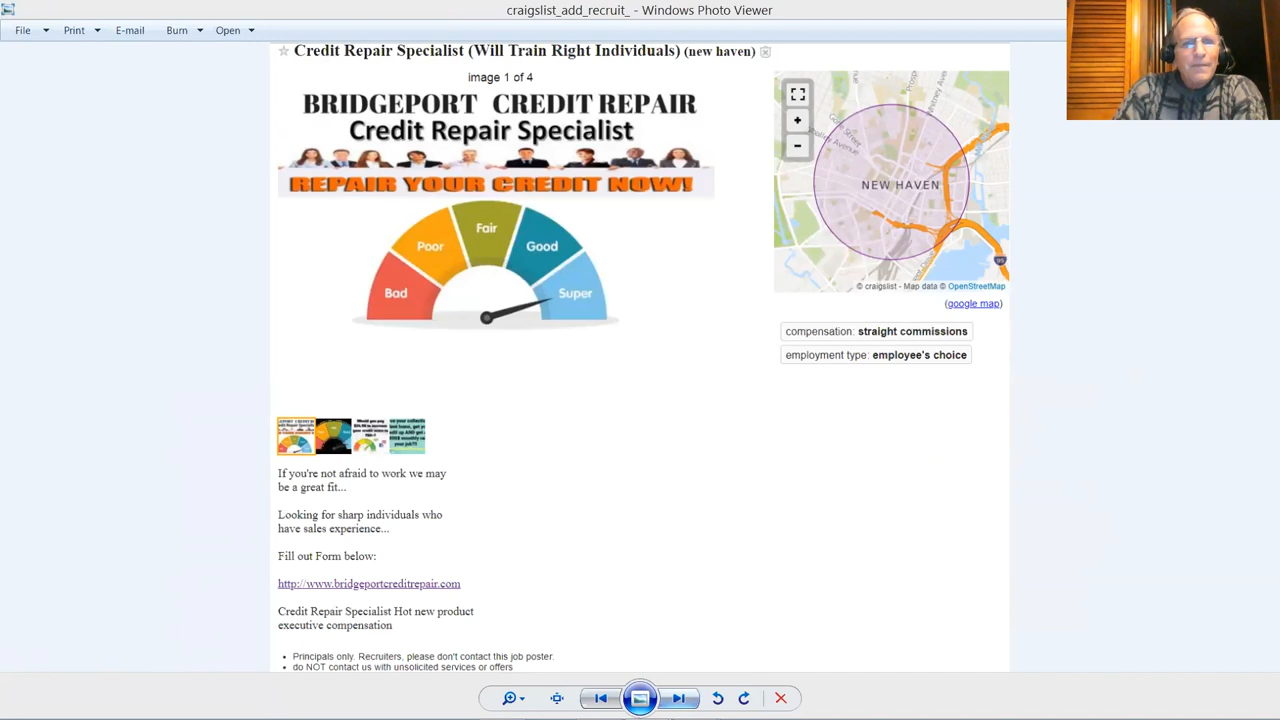 craigslist_add_recruit_ - Windows Photo Viewer
File Print E-mail Burn Open
Credit Repair Specialist (Will Train Right Individuals) (new haven)
image 1 of 4
BRIDGEPORT CREDIT REPAIR
Credit Repair Specialist
REPAIR YOUR CREDIT NOW!
Bad Poor Fair Good Super
NEW HAVEN
95
© craigslist - Map data © OpenStreetMap
(google map)
compensation: straight commissions
employment type: employee's choice
If you're not afraid to work we may
be a great fit...
Looking for sharp individuals who
have sales experience...
Fill out Form below:
http://www.bridgeportcreditrepair.com
Credit Repair Specialist Hot new product
executive compensation
• Principals only. Recruiters, please don't contact this job poster.
• do NOT contact us with unsolicited services or offers